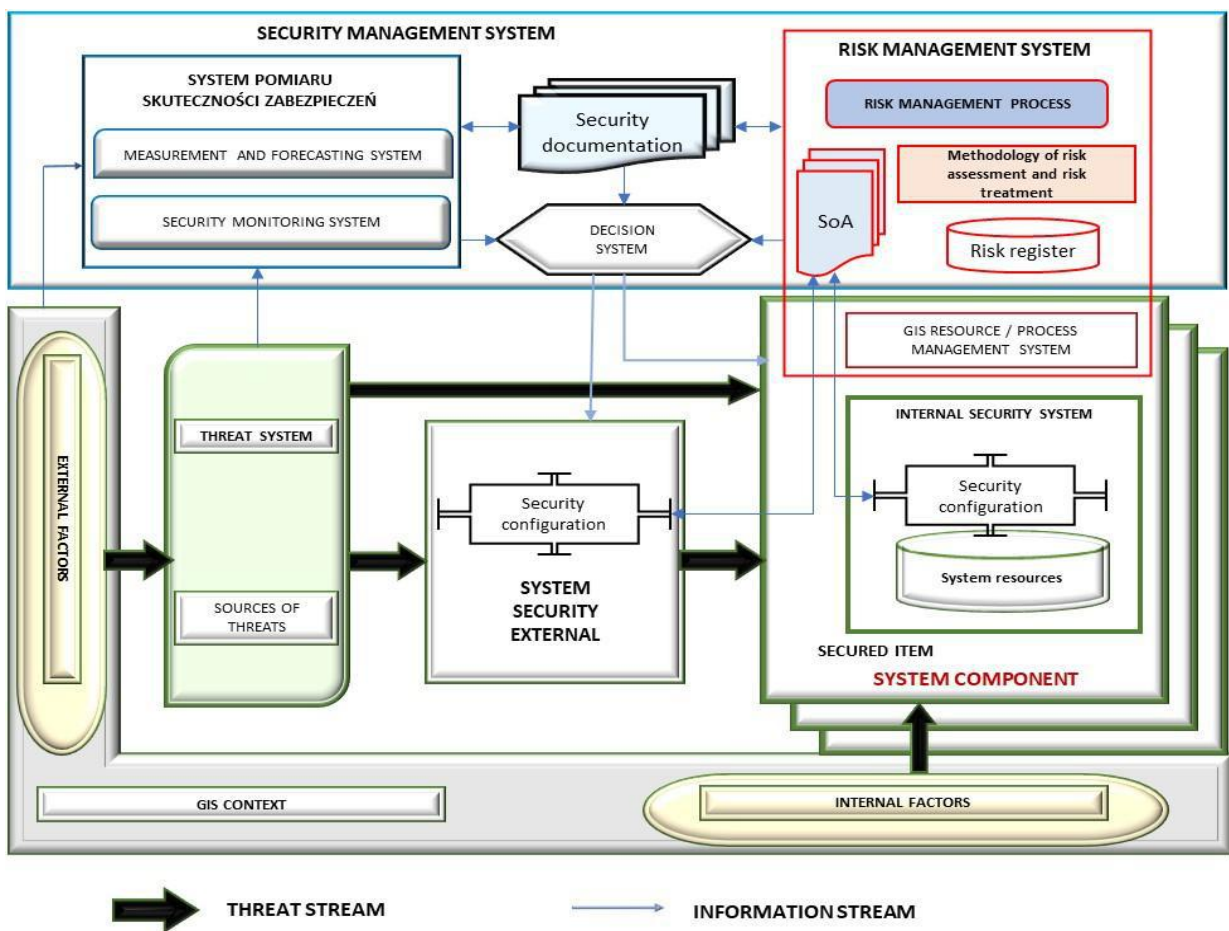 SECURITY MANAGEMENT SYSTEM
SYSTEM POMIARU
SKUTECZNOŚCI ZABEZPIECZEŃ
MEASUREMENT AND FORECASTING SYSTEM
SECURITY MONITORING SYSTEM
Security
documentation
DECISION
SYSTEM
RISK MANAGEMENT SYSTEM
RISK MANAGEMENT PROCESS
Methodology of risk
assessment and risk
treatment
SoA
Risk register
GIS RESOURCE / PROCESS
MANAGEMENT SYSTEM
EXTERNAL FACTORS
THREAT SYSTEM
SOURCES OF
THREATS
Security
configuration
SYSTEM
SECURITY
EXTERNAL
INTERNAL SECURITY SYSTEM
Security
configuration
System resources
SECURED ITEM
SYSTEM COMPONENT
GIS CONTEXT
INTERNAL FACTORS
THREAT STREAM
INFORMATION STREAM